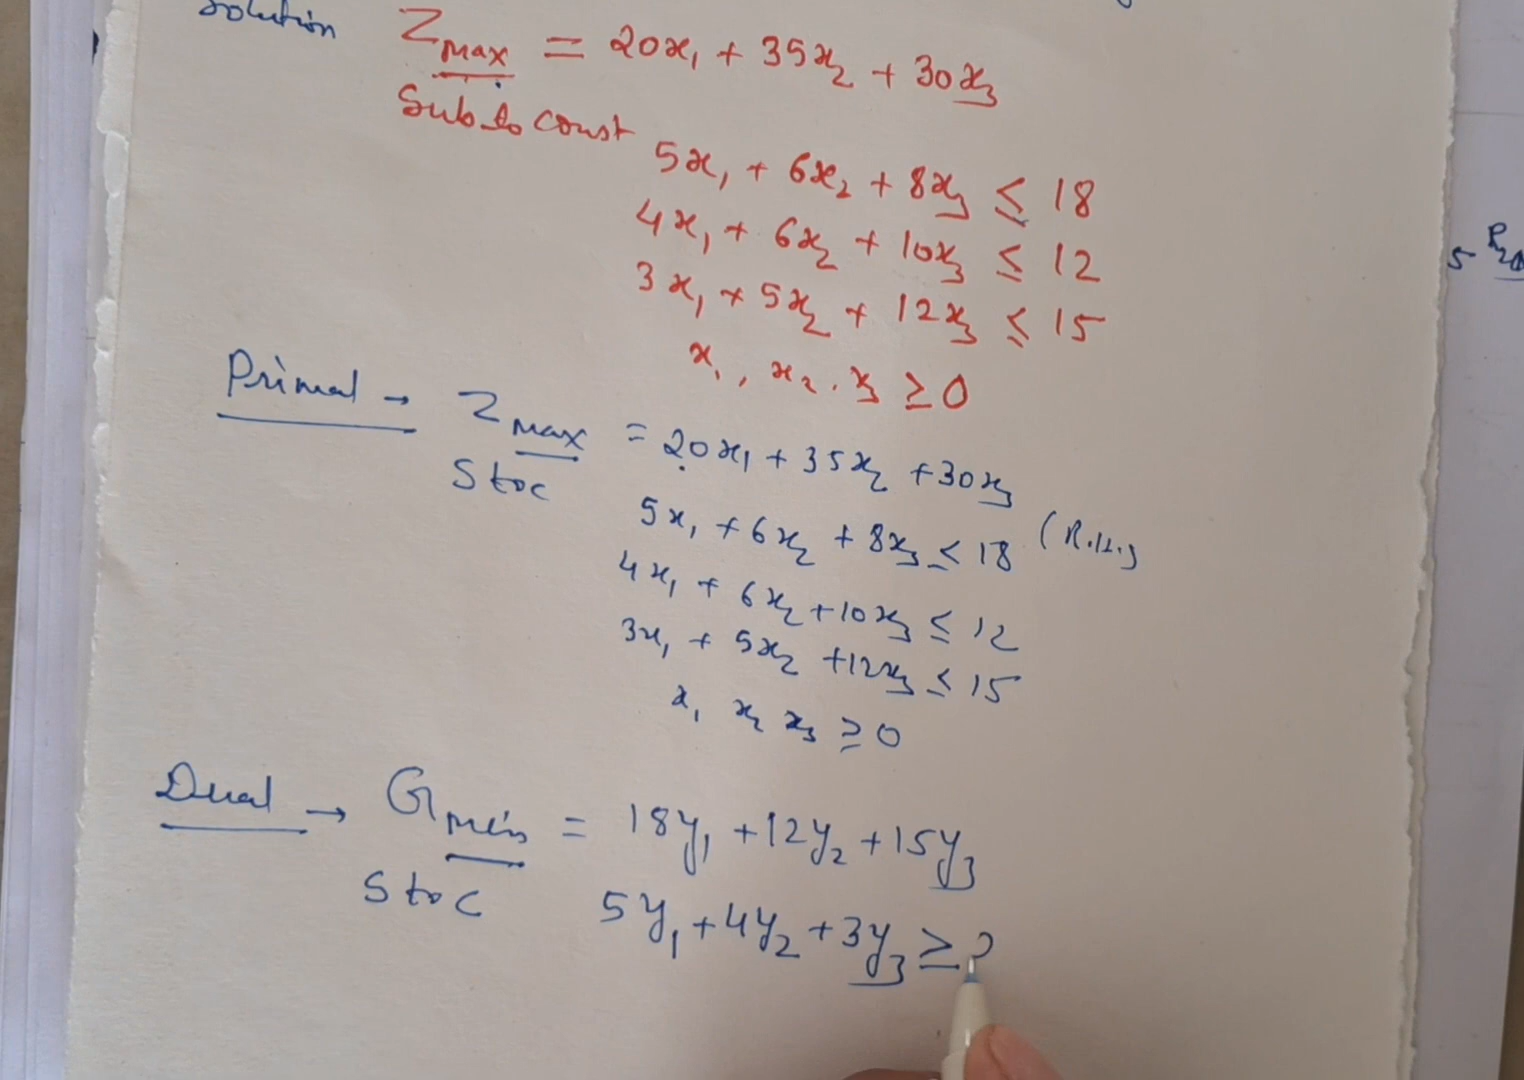 Solution Zmax = 20x₁ + 35x₂ + 30x₃
Sub to const
5x₁ + 6x₂ + 8x₃ ≤ 18
4x₁ + 6x₂ + 10x₃ ≤ 12
3x₁ + 5x₂ + 12x₃ ≤ 15
x₁, x₂. x₃ ≥ 0
Primal → Zmax = 20x₁ + 35x₂ + 30x₃
Stoc
5x₁ + 6x₂ + 8x₃ ≤ 18 (R.H.S
4x₁ + 6x₂ + 10x₃ ≤ 12
3x₁ + 5x₂ + 12x₃ ≤ 15
x₁ x₂ x₃ ≥ 0
Dual → Gmin = 18y₁ + 12y₂ + 15y₃
Stoc 5y₁ + 4y₂ + 3y₃ ≥ 2